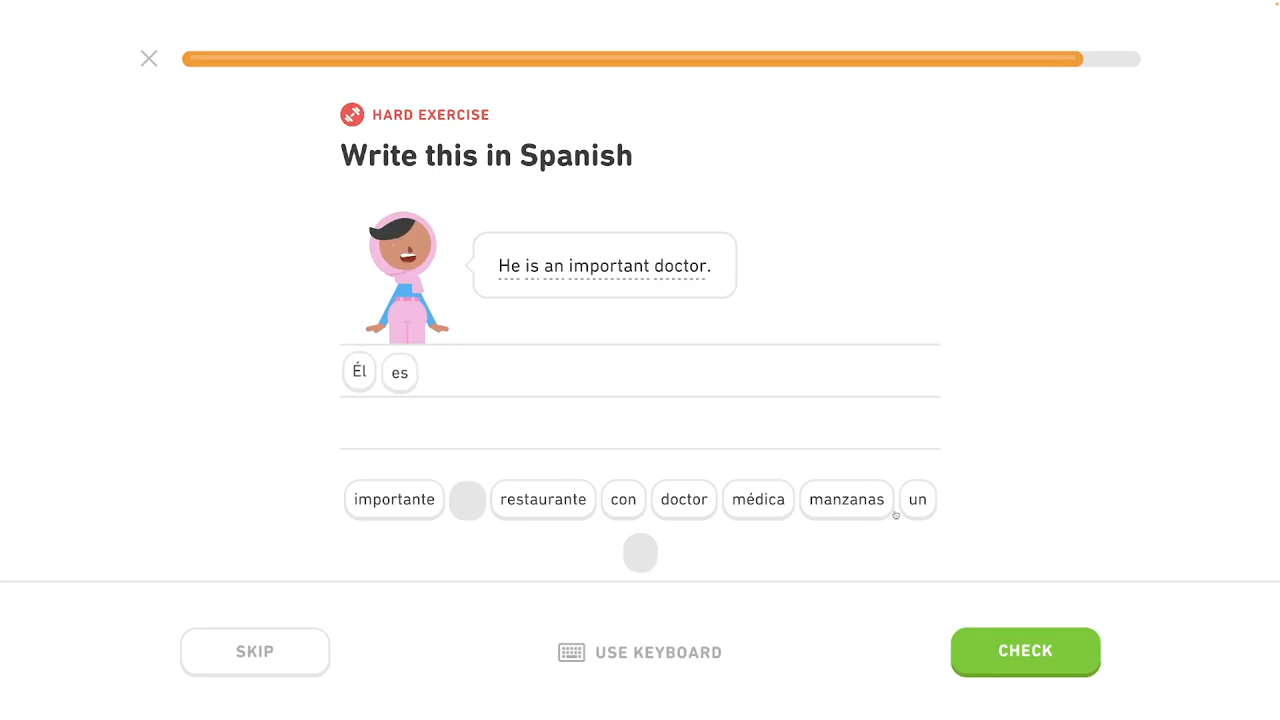 HARD EXERCISE
Write this in Spanish
He is an important doctor.
Él es
importante restaurante con doctor médica manzanas un
SKIP USE KEYBOARD CHECK